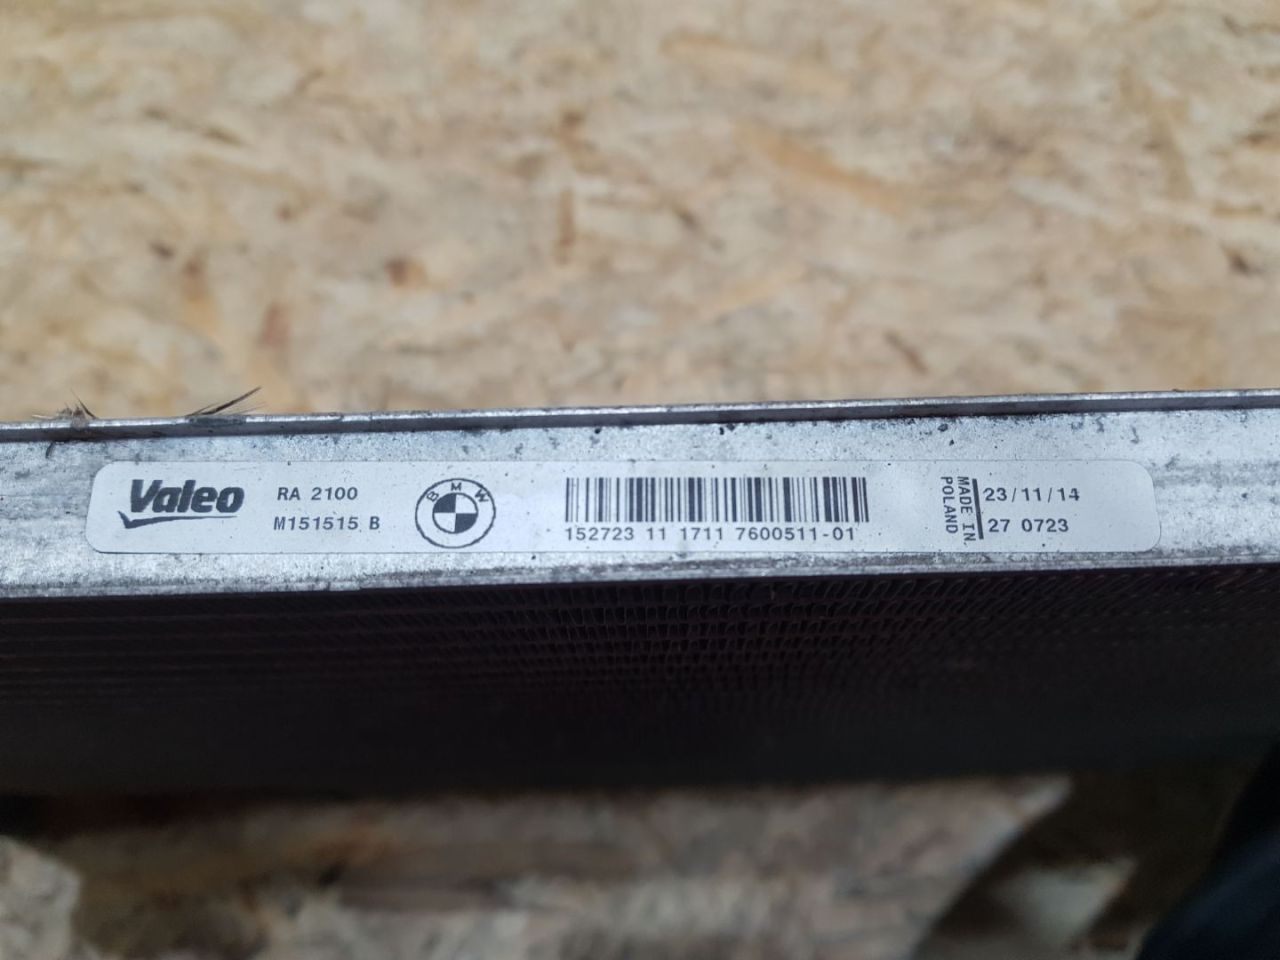 Valeo
RA 2100
M151515 B
BMW
152723 11 1711 7600511-01
MADE IN
POLAND
23/11/14
27 0723